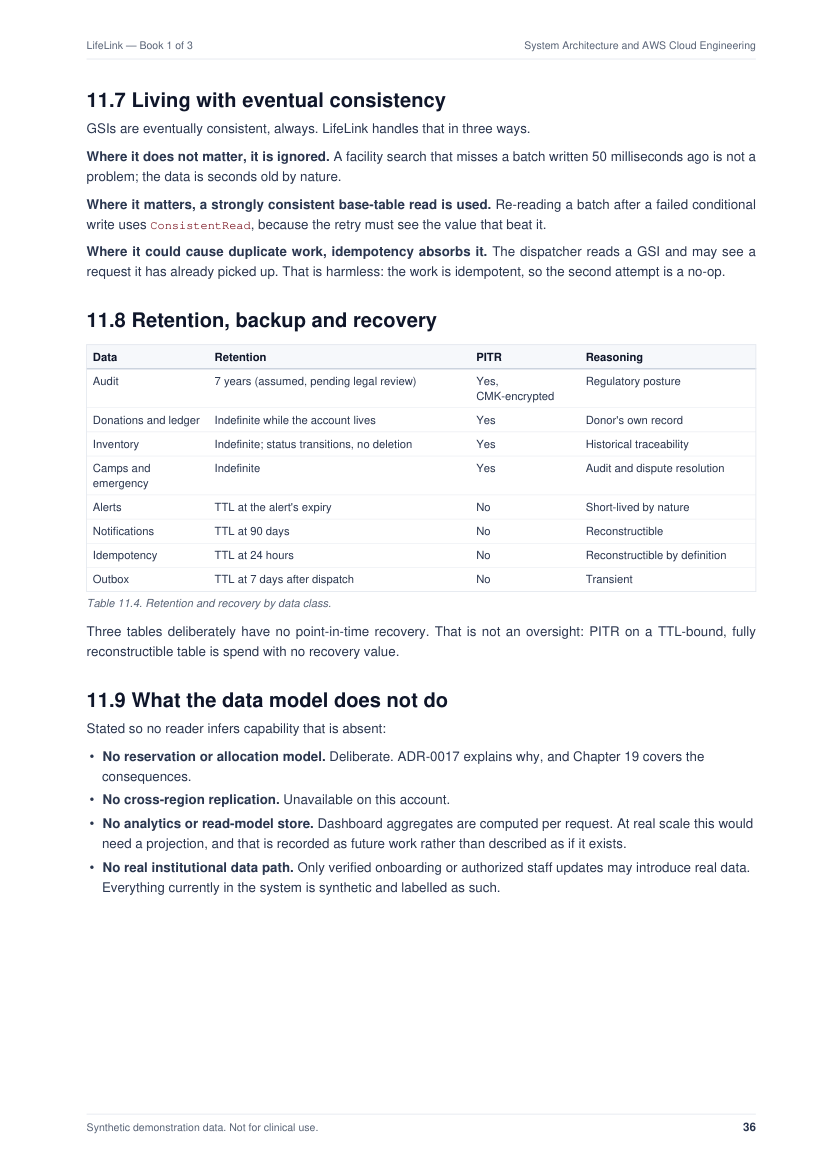 LifeLink — Book 1 of 3
System Architecture and AWS Cloud Engineering
11.7 Living with eventual consistency
GSIs are eventually consistent, always. LifeLink handles that in three ways.
Where it does not matter, it is ignored. A facility search that misses a batch written 50 milliseconds ago is not a
problem; the data is seconds old by nature.
Where it matters, a strongly consistent base-table read is used. Re-reading a batch after a failed conditional
write uses ConsistentRead, because the retry must see the value that beat it.
Where it could cause duplicate work, idempotency absorbs it. The dispatcher reads a GSI and may see a
request it has already picked up. That is harmless: the work is idempotent, so the second attempt is a no-op.
11.8 Retention, backup and recovery
Data Retention PITR Reasoning
Audit 7 years (assumed, pending legal review) Yes, Regulatory posture
CMK-encrypted
Donations and ledger Indefinite while the account lives Yes Donor's own record
Inventory Indefinite; status transitions, no deletion Yes Historical traceability
Camps and Indefinite Yes Audit and dispute resolution
emergency
Alerts TTL at the alert's expiry No Short-lived by nature
Notifications TTL at 90 days No Reconstructible
Idempotency TTL at 24 hours No Reconstructible by definition
Outbox TTL at 7 days after dispatch No Transient
Table 11.4. Retention and recovery by data class.
Three tables deliberately have no point-in-time recovery. That is not an oversight: PITR on a TTL-bound, fully
reconstructible table is spend with no recovery value.
11.9 What the data model does not do
Stated so no reader infers capability that is absent:
• No reservation or allocation model. Deliberate. ADR-0017 explains why, and Chapter 19 covers the
consequences.
• No cross-region replication. Unavailable on this account.
• No analytics or read-model store. Dashboard aggregates are computed per request. At real scale this would
need a projection, and that is recorded as future work rather than described as if it exists.
• No real institutional data path. Only verified onboarding or authorized staff updates may introduce real data.
Everything currently in the system is synthetic and labelled as such.
Synthetic demonstration data. Not for clinical use.
36